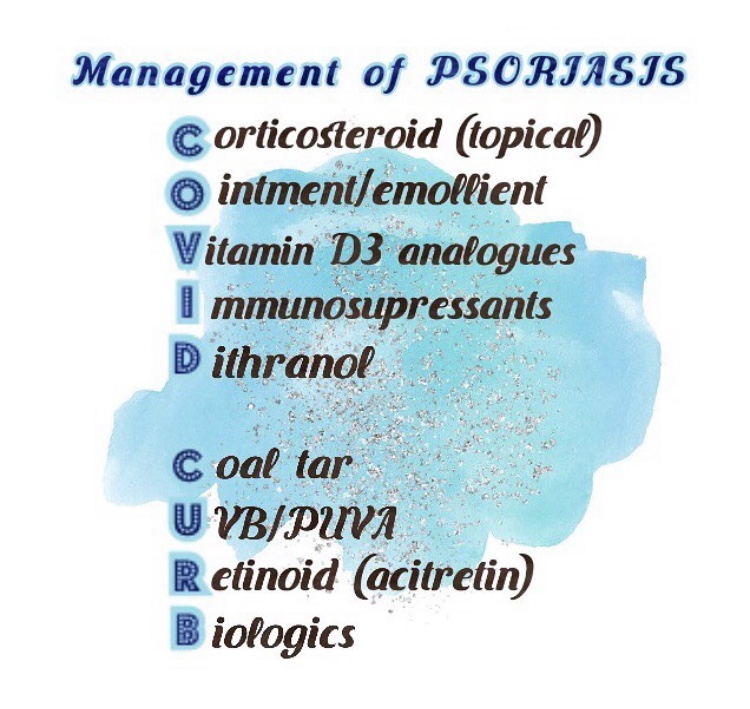 Management of PSORIASIS
Corticosteroid (topical)
Ointment/emollient
Vitamin D3 analogues
Immunosupressants
Dithranol
Coal tar
UVB/PUVA
Retinoid (acitretin)
Biologics